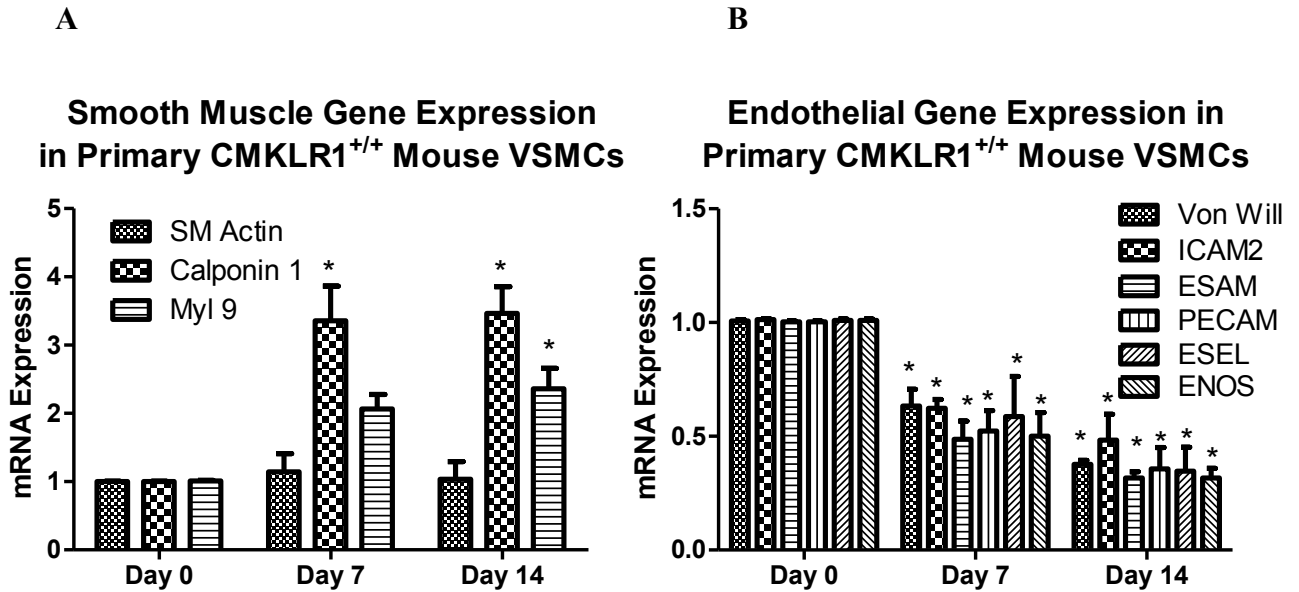 A
Smooth Muscle Gene Expression
in Primary CMKLR1+/+ Mouse VSMCs
mRNA Expression
5
4
3
2
1
0
SM Actin
Calponin 1
Myl 9
*
*
*
Day 0
Day 7
Day 14
B
Endothelial Gene Expression in
Primary CMKLR1+/+ Mouse VSMCs
mRNA Expression
1.5
1.0
0.5
0.0
Von Will
ICAM2
ESAM
PECAM
ESEL
ENOS
* * * * * *
* * * * * *
Day 0
Day 7
Day 14